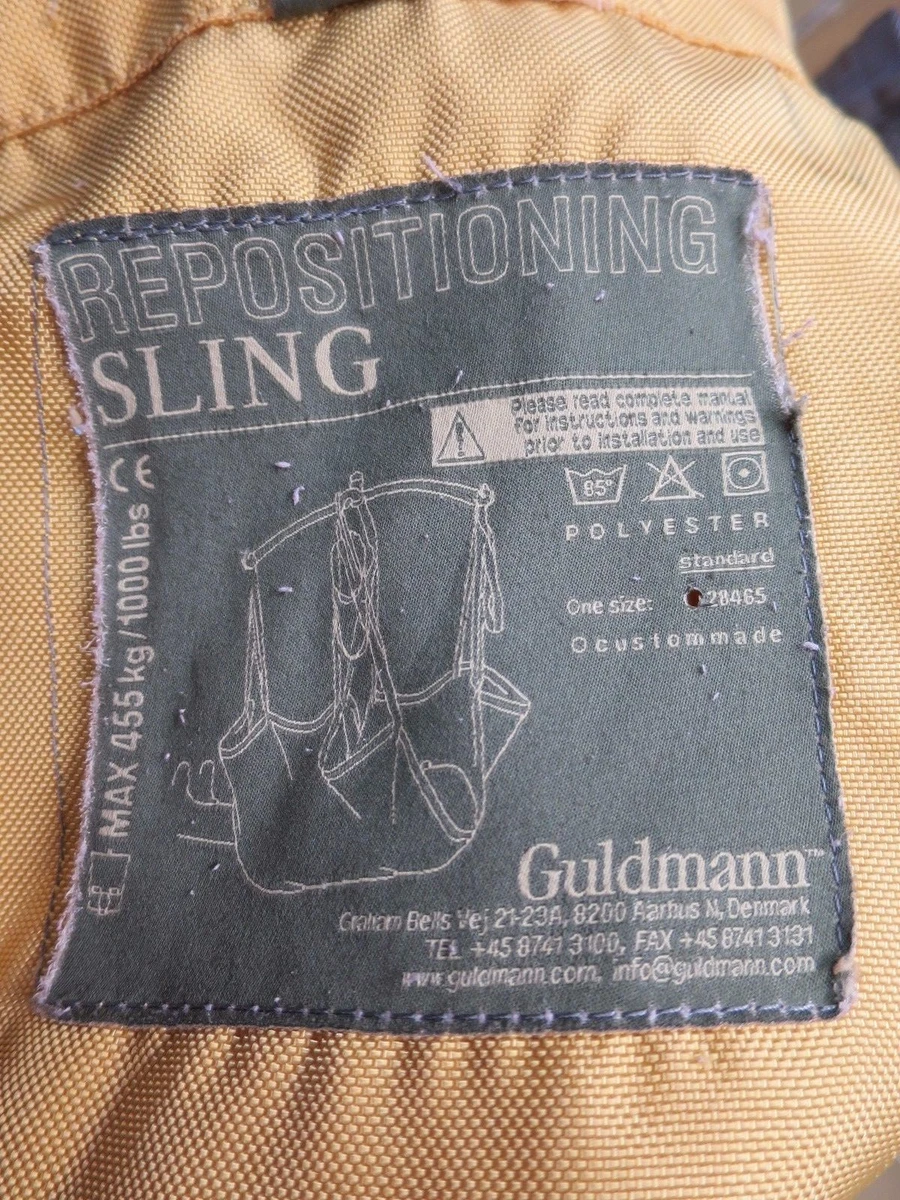 REPOSITIONING
SLING
Please read complete manual
for instructions and warnings
prior to installation and use
MAX 455 kg/1000 lbs CE
85°
POLYESTER
Standard
One size: 28465
Custommade
Guldmann™
Graham Bells Vej 21-23A, 8200 Aarhus N, Denmark
TEL +45 8741 3100, FAX +45 8741 3131
www.guldmann.com, info@guldmann.com